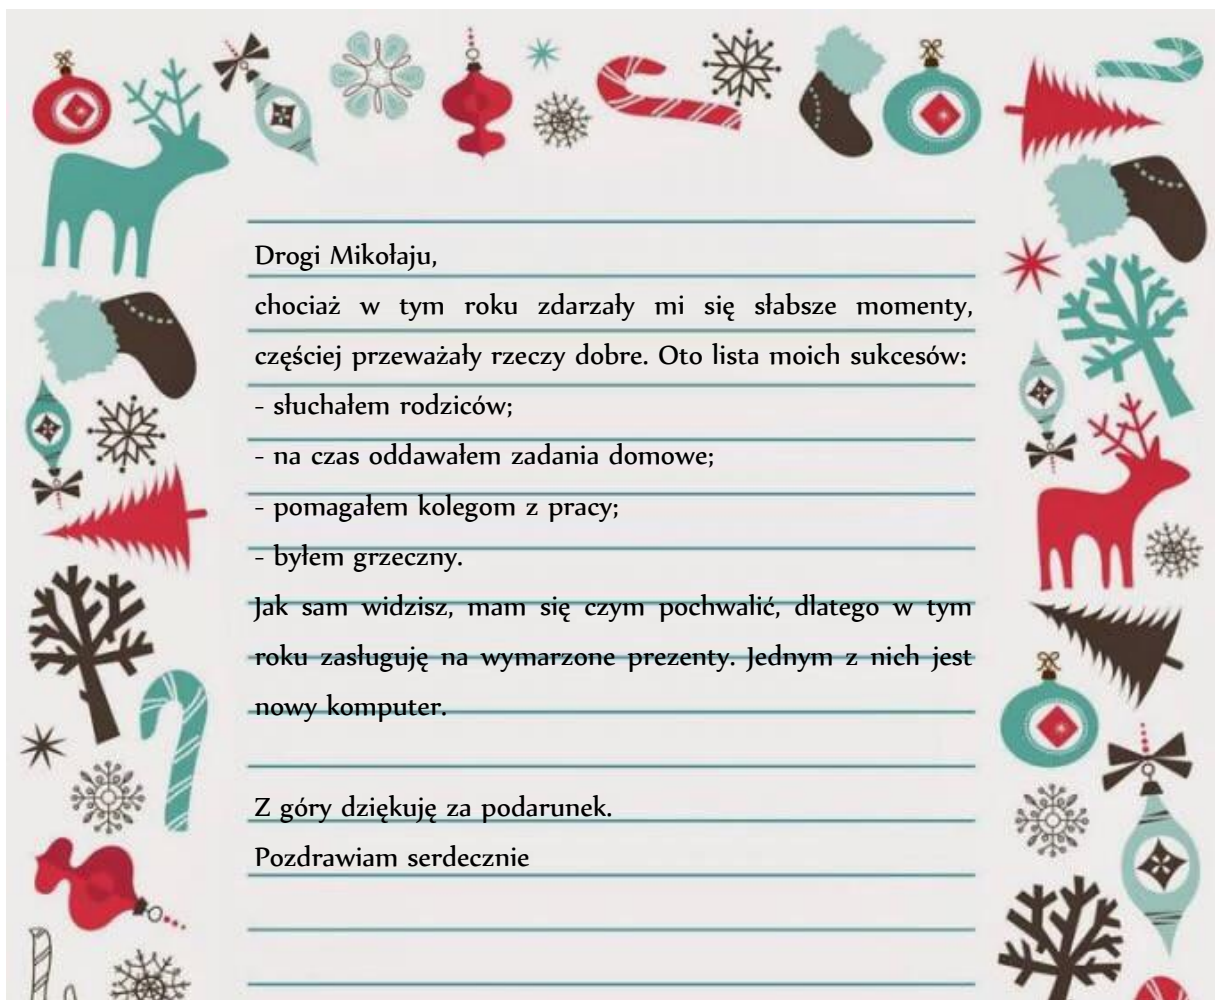 Drogi Mikołaju,
chociaż w tym roku zdarzały mi się słabsze momenty,
częściej przeważały rzeczy dobre. Oto lista moich sukcesów:
- słuchałem rodziców;
- na czas oddawałem zadania domowe;
- pomagałem kolegom z pracy;
- byłem grzeczny.
Jak sam widzisz, mam się czym pochwalić, dlatego w tym
roku zasługuję na wymarzone prezenty. Jednym z nich jest
nowy komputer.
Z góry dziękuję za podarunek.
Pozdrawiam serdecznie